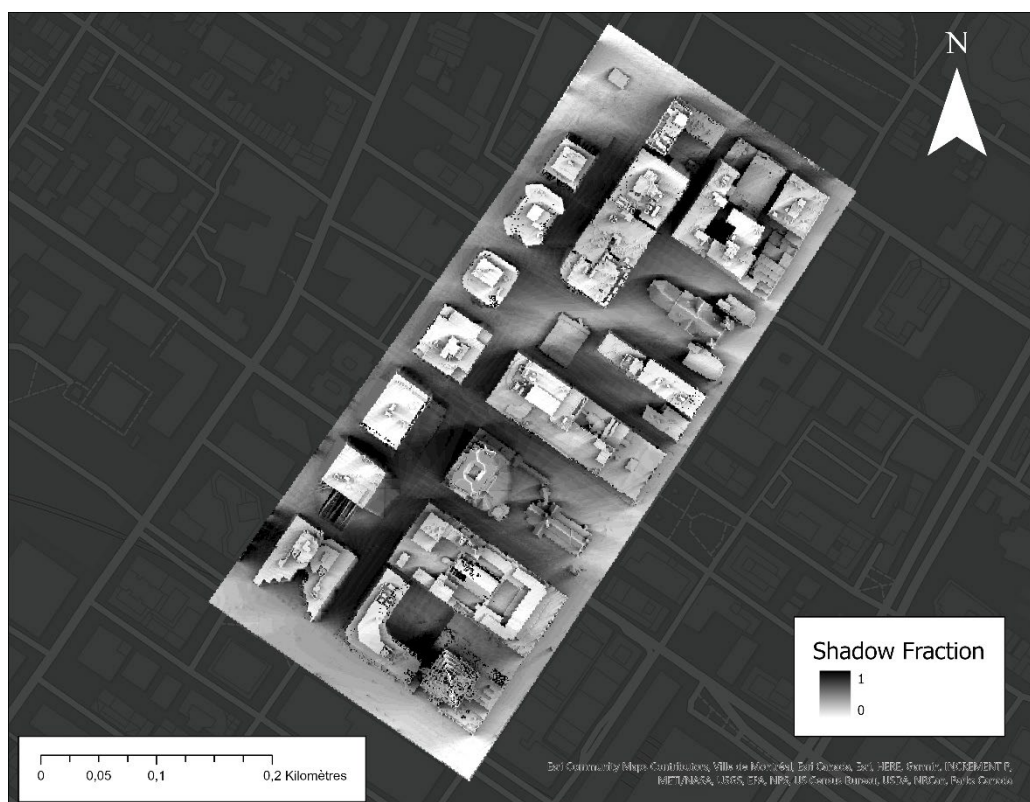 N
Shadow Fraction
1
0
0 0,05 0,1 0,2 Kilomètres
Esri Community Maps Contributors, Ville de Montréal, Esri Canada, Esri, HERE, Garmin, INCREMENT P,
METI/NASA, USGS, EPA, NPS, US Census Bureau, USDA, NRCan, Parks Canada